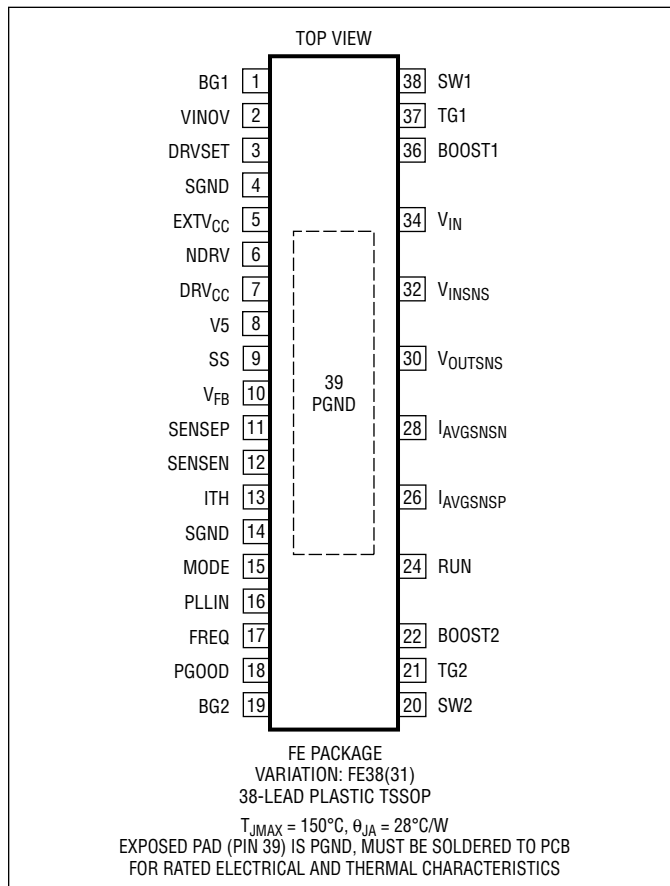 TOP VIEW
BG1 1 38 SW1
VINOV 2 37 TG1
DRVSET 3 36 BOOST1
SGND 4
EXTVCC 5 34 VIN
NDRV 6
DRVCC 7 32 VINSNS
V5 8
SS 9 30 VOUTSNS
VFB 10
39
PGND
SENSEP 11 28 IAVGSNSN
SENSEN 12
ITH 13 26 IAVGSNSP
SGND 14
MODE 15 24 RUN
PLLIN 16
FREQ 17 22 BOOST2
PGOOD 18 21 TG2
BG2 19 20 SW2
FE PACKAGE
VARIATION: FE38(31)
38-LEAD PLASTIC TSSOP
TJMAX = 150°C, θJA = 28°C/W
EXPOSED PAD (PIN 39) IS PGND, MUST BE SOLDERED TO PCB
FOR RATED ELECTRICAL AND THERMAL CHARACTERISTICS